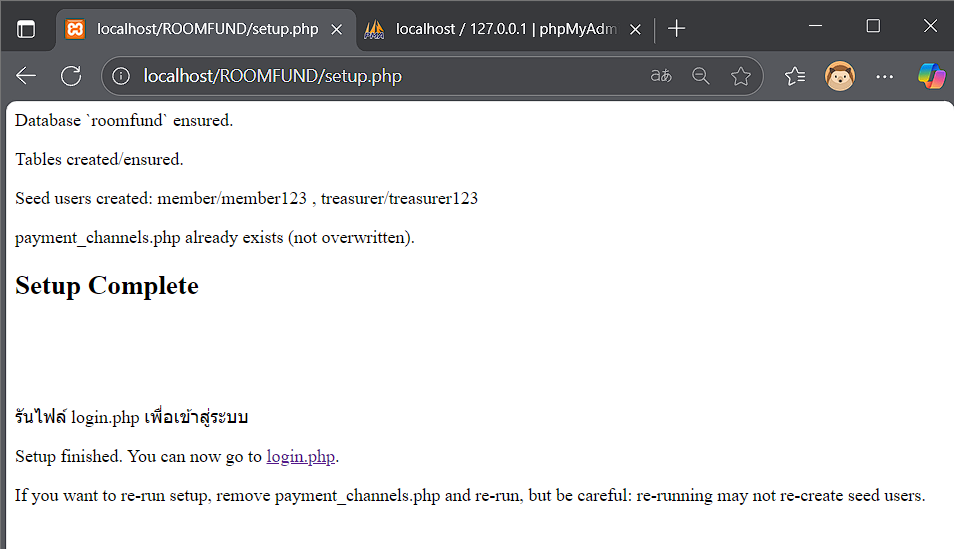 localhost/ROOMFUND/setup.php
localhost / 127.0.0.1 | phpMyAdm
localhost/ROOMFUND/setup.php
Database `roomfund` ensured.
Tables created/ensured.
Seed users created: member/member123 , treasurer/treasurer123
payment_channels.php already exists (not overwritten).
Setup Complete
รันไฟล์ login.php เพื่อเข้าสู่ระบบ
Setup finished. You can now go to login.php.
If you want to re-run setup, remove payment_channels.php and re-run, but be careful: re-running may not re-create seed users.